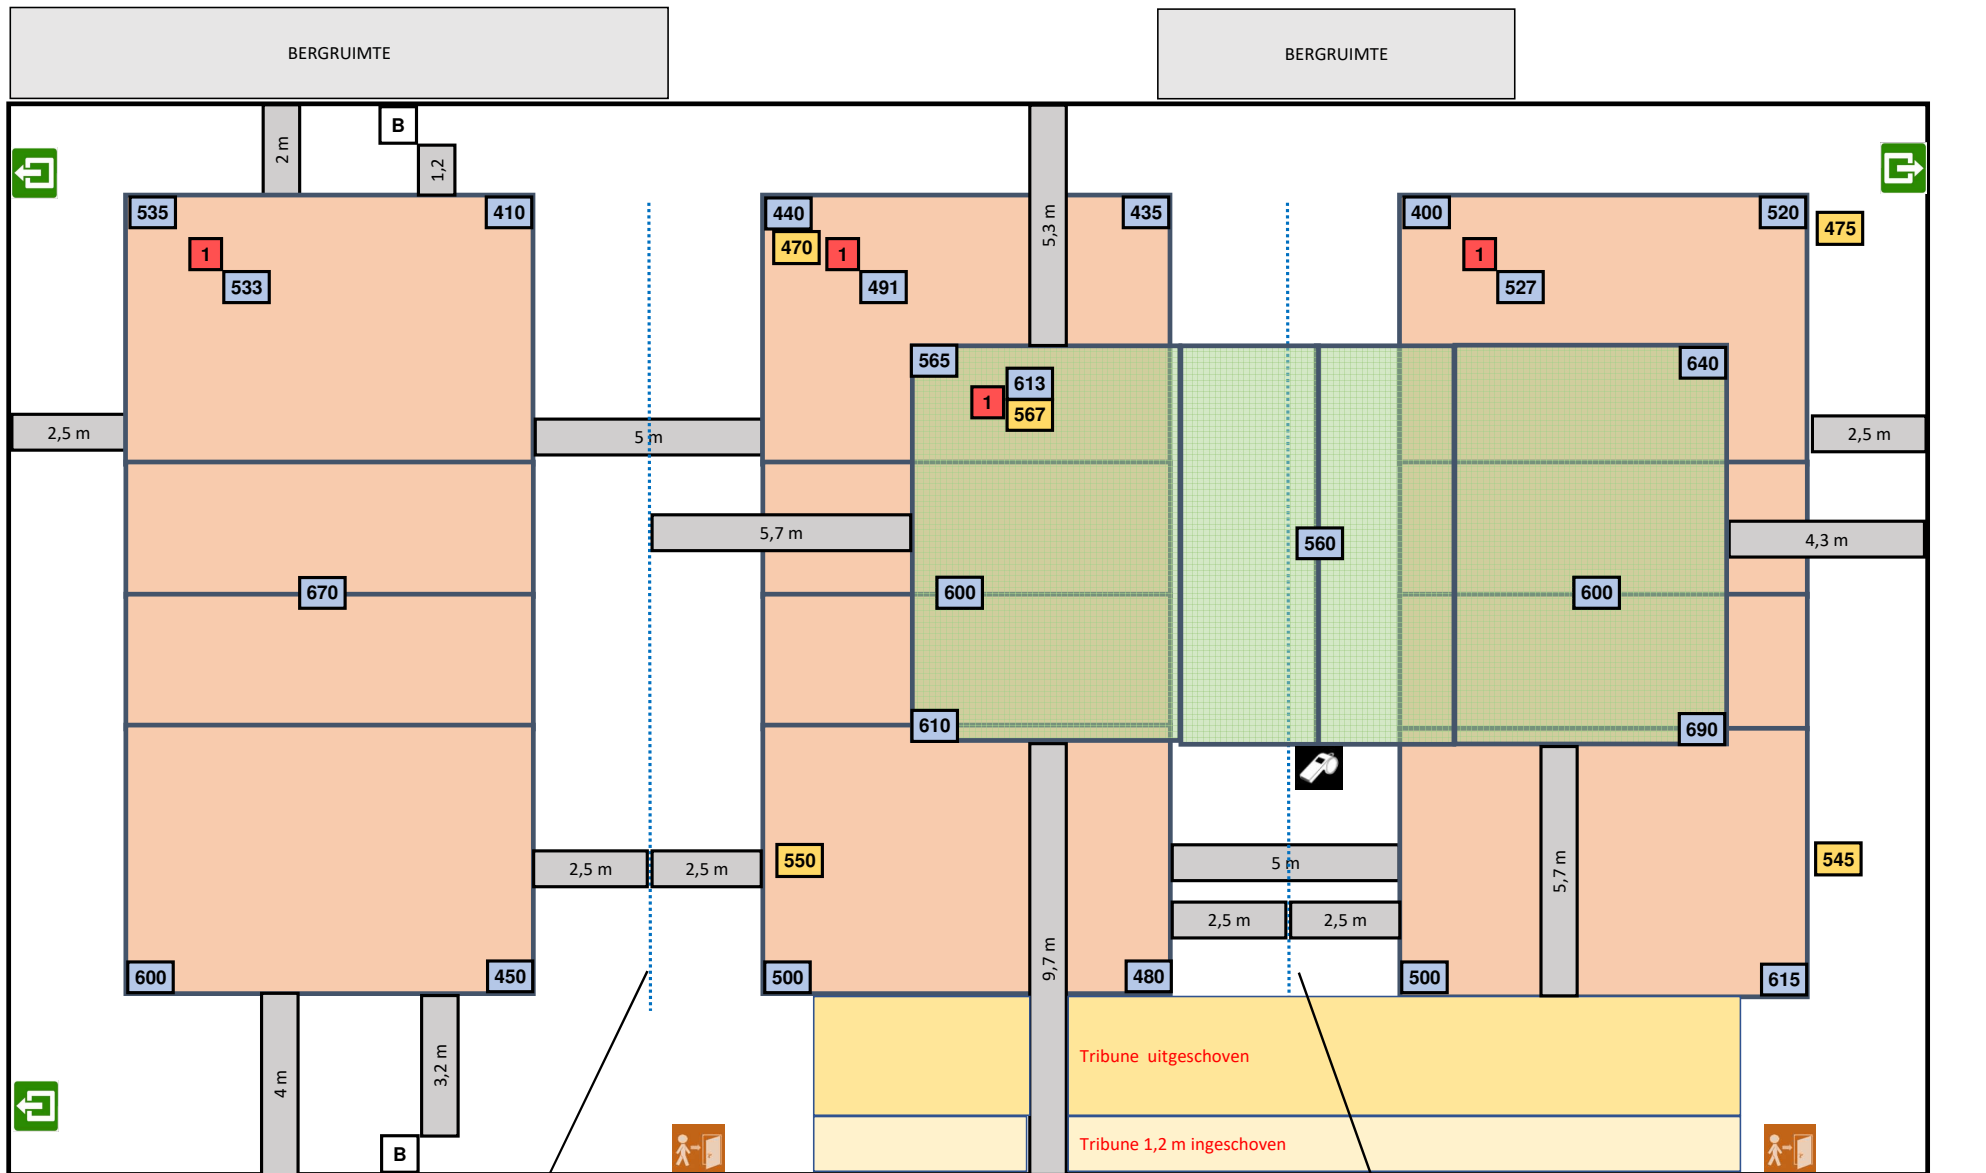 BERGRUIMTE
BERGRUIMTE
B
2 m
1,2
5,3 m
535
410
440
435
400
520
475
470
1
1
1
533
491
527
565
613
640
1
567
2,5 m
5 m
2,5 m
5,7 m
560
4,3 m
670
600
600
610
690
550
5 m
545
2,5 m
2,5 m
5,7 m
2,5 m
2,5 m
9,7 m
600
450
500
480
500
615
4 m
3,2 m
Tribune uitgeschoven
B
Tribune 1,2 m ingeschoven